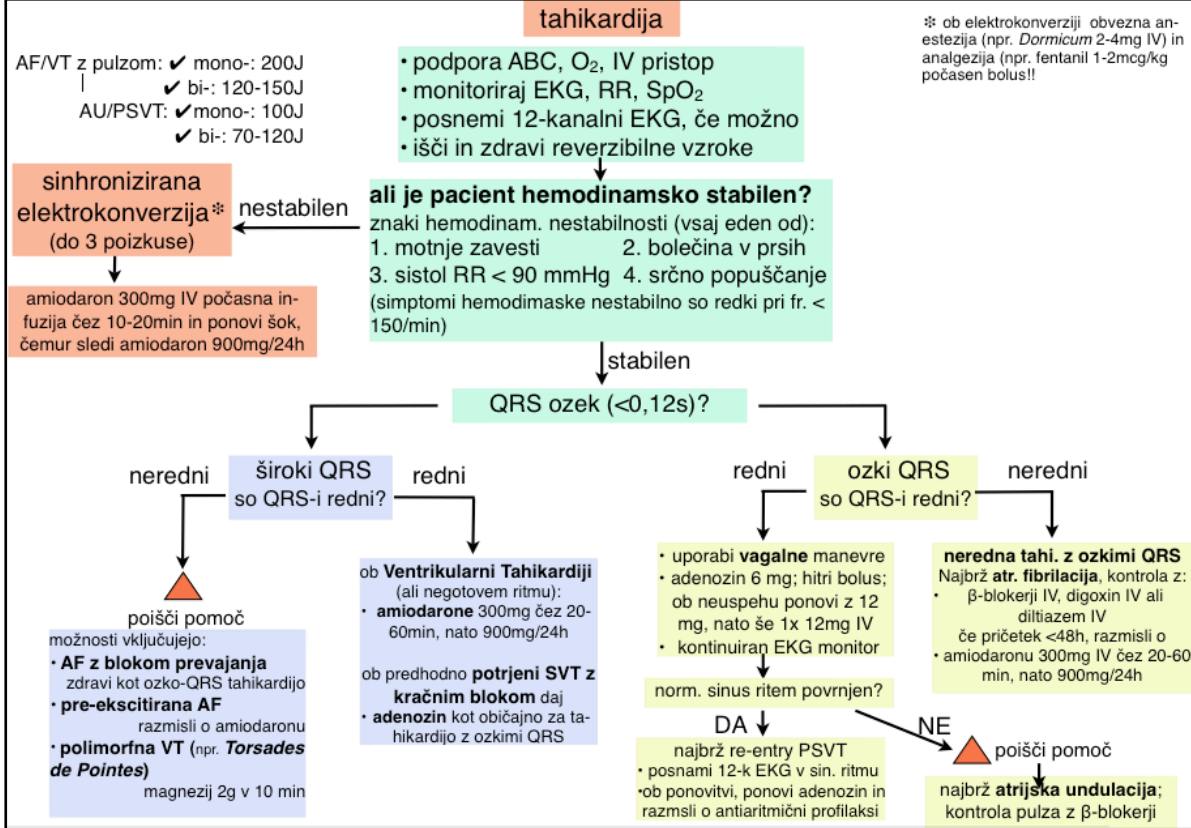 tahikardija
AF/VT z pulzom: ✔ mono-: 200J
✔ bi-: 120-150J
AU/PSVT: ✔mono-: 100J
✔ bi-: 70-120J
• podpora ABC, O₂, IV pristop
• monitoriraj EKG, RR, SpO₂
• posnemi 12-kanalni EKG, če možno
• išči in zdravi reverzibilne vzroke
✻ ob elektrokonverziji obvezna an-
estezija (npr. Dormicum 2-4mg IV) in
analgezija (npr. fentanil 1-2mcg/kg
počasen bolus!!
sinhronizirana
elektrokonverzija✻
(do 3 poizkuse)
nestabilen
ali je pacient hemodinamsko stabilen?
znaki hemodinam. nestabilnosti (vsaj eden od):
1. motnje zavesti 2. bolečina v prsih
3. sistol RR < 90 mmHg 4. srčno popuščanje
(simptomi hemodimaske nestabilno so redki pri fr. <
150/min)
amiodaron 300mg IV počasna in-
fuzija čez 10-20min in ponovi šok,
čemur sledi amiodaron 900mg/24h
stabilen
QRS ozek (<0,12s)?
neredni
široki QRS
so QRS-i redni?
redni
redni
ozki QRS
so QRS-i redni?
neredni
poišči pomoč
možnosti vključujejo:
• AF z blokom prevajanja
zdravi kot ozko-QRS tahikardijo
• pre-ekscitirana AF
razmisli o amiodaronu
• polimorfna VT (npr. Torsades
de Pointes)
magnezij 2g v 10 min
ob Ventrikularni Tahikardiji
(ali negotovem ritmu):
• amiodarone 300mg čez 20-
60min, nato 900mg/24h
ob predhodno potrjeni SVT z
kračnim blokom daj
• adenozin kot običajno za ta-
hikardijo z ozkimi QRS
• uporabi vagalne manevre
• adenozin 6 mg; hitri bolus;
ob neuspehu ponovi z 12
mg, nato še 1x 12mg IV
• kontinuiran EKG monitor
norm. sinus ritem povrnjen?
DA
NE
najbrž re-entry PSVT
• posnami 12-k EKG v sin. ritmu
•ob ponovitvi, ponovi adenozin in
razmsli o antiaritmični profilaksi
neredna tahi. z ozkimi QRS
Najbrž atr. fibrilacija, kontrola z:
• β-blokerji IV, digoxin IV ali
diltiazem IV
če pričetek <48h, razmisli o
• amiodaronu 300mg IV čez 20-60
min, nato 900mg/24h
poišči pomoč
najbrž atrijska undulacija;
kontrola pulza z β-blokerji